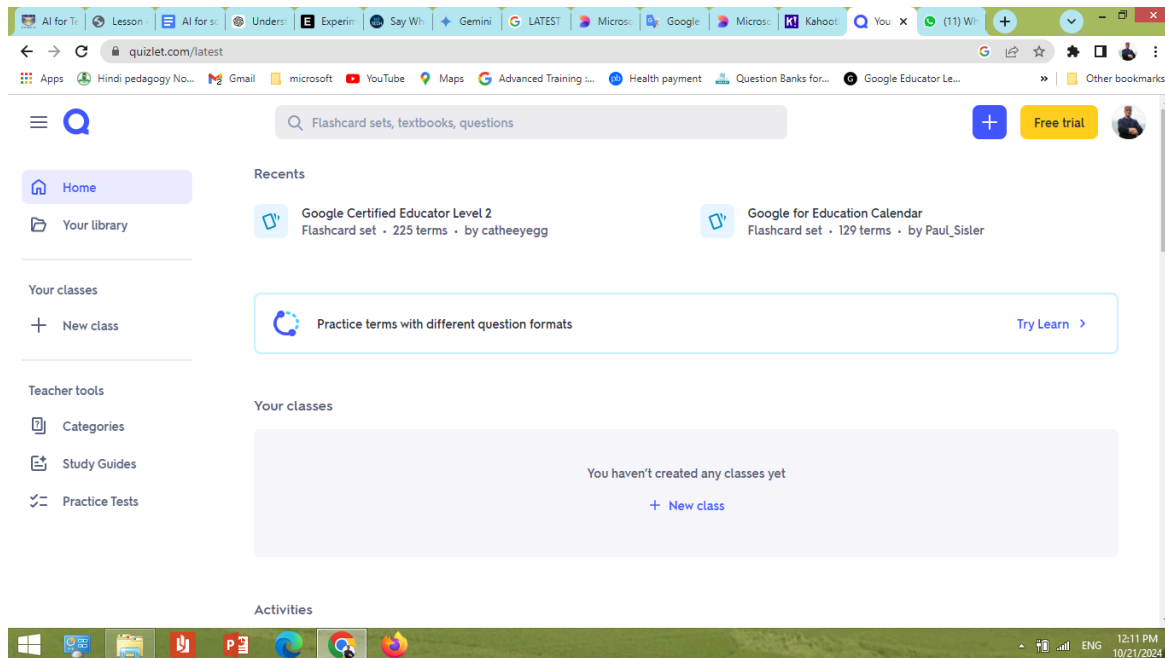 AI for Te
Lesson
AI for sc
Underst
Experim
Say Wh
Gemini
LATEST
Microsc
Google
Microsc
Kahoot
You
(11) Wh
quizlet.com/latest
Apps
Hindi pedagogy No...
Gmail
microsoft
YouTube
Maps
Advanced Training :...
Health payment
Question Banks for...
Google Educator Le...
»
Other bookmarks
Flashcard sets, textbooks, questions
Free trial
Home
Your library
Your classes
New class
Teacher tools
Categories
Study Guides
Practice Tests
Recents
Google Certified Educator Level 2
Flashcard set · 225 terms · by catheeyegg
Google for Education Calendar
Flashcard set · 129 terms · by Paul_Sisler
Practice terms with different question formats
Try Learn
Your classes
You haven't created any classes yet
+ New class
Activities
ENG
12:11 PM
10/21/2024